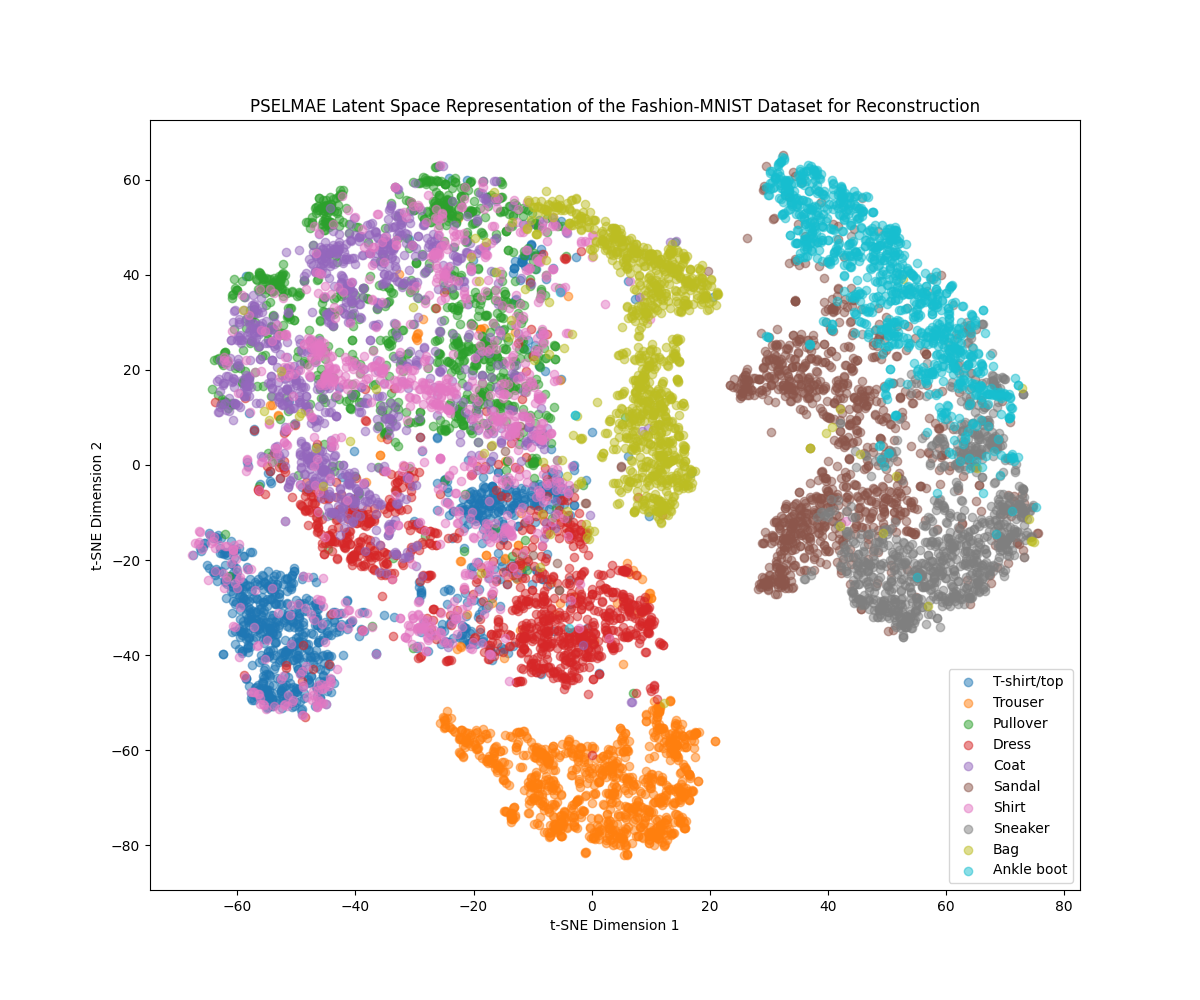 PSELMAE Latent Space Representation of the Fashion-MNIST Dataset for Reconstruction
60
40
20
0
−20
−40
−60
−80
t-SNE Dimension 2
−60 −40 −20 0 20 40 60 80
t-SNE Dimension 1
T-shirt/top
Trouser
Pullover
Dress
Coat
Sandal
Shirt
Sneaker
Bag
Ankle boot